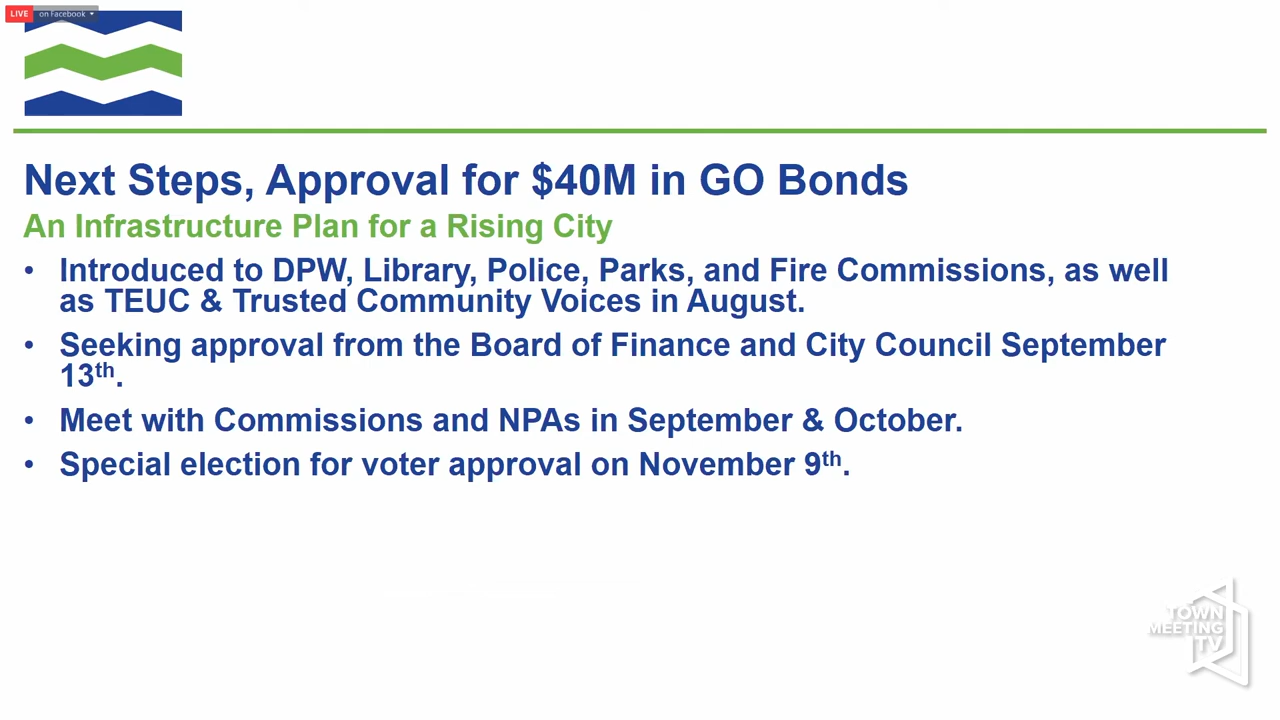 LIVE on Facebook
Next Steps, Approval for $40M in GO Bonds
An Infrastructure Plan for a Rising City
• Introduced to DPW, Library, Police, Parks, and Fire Commissions, as well
as TEUC & Trusted Community Voices in August.
• Seeking approval from the Board of Finance and City Council September
13th.
• Meet with Commissions and NPAs in September & October.
• Special election for voter approval on November 9th.
TOWN
MEETING
TV